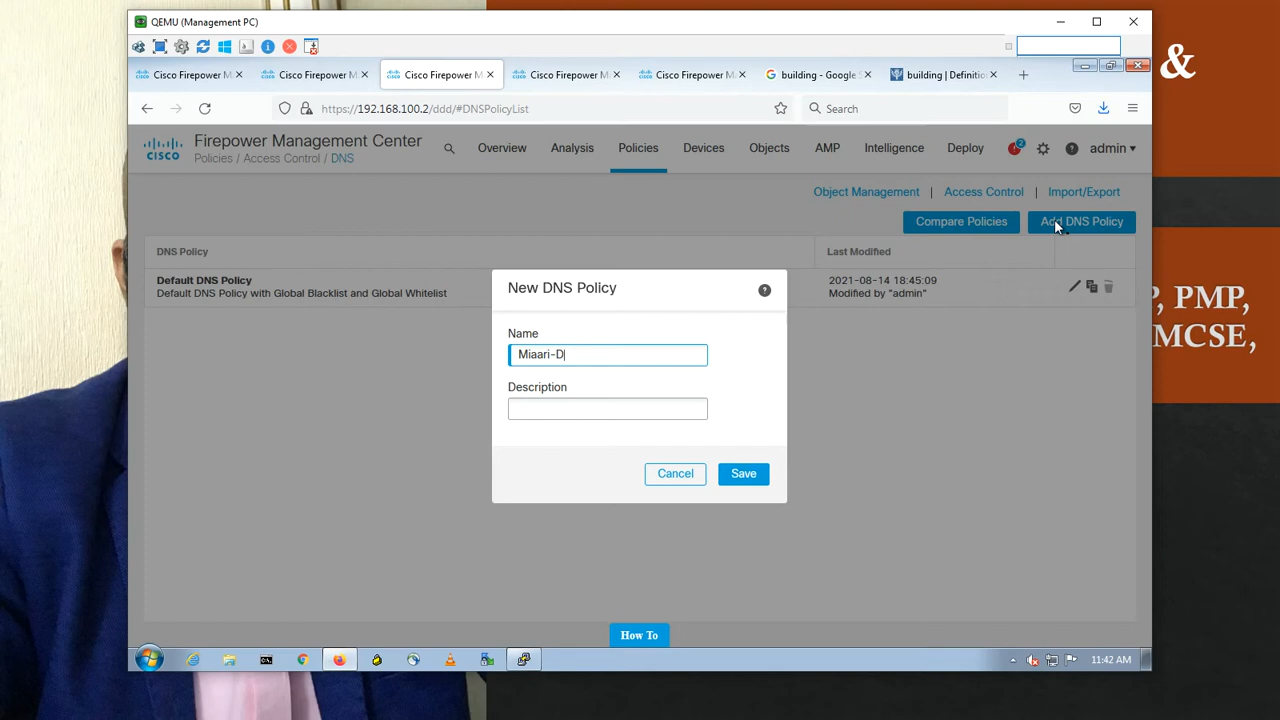 QEMU (Management PC)
Cisco Firepower M
Cisco Firepower M
Cisco Firepower M
Cisco Firepower M
Cisco Firepower M
building - Google S
building | Definitio
https://192.168.100.2/ddd/#DNSPolicyList
Search
CISCO
Firepower Management Center
Policies / Access Control / DNS
Overview
Analysis
Policies
Devices
Objects
AMP
Intelligence
Deploy
2
admin
Object Management | Access Control | Import/Export
Compare Policies
Add DNS Policy
DNS Policy
Last Modified
Default DNS Policy
Default DNS Policy with Global Blacklist and Global Whitelist
2021-08-14 18:45:09
Modified by "admin"
New DNS Policy
Name
Miaari-D
Description
Cancel
Save
How To
11:42 AM
&
P, PMP,
MCSE,